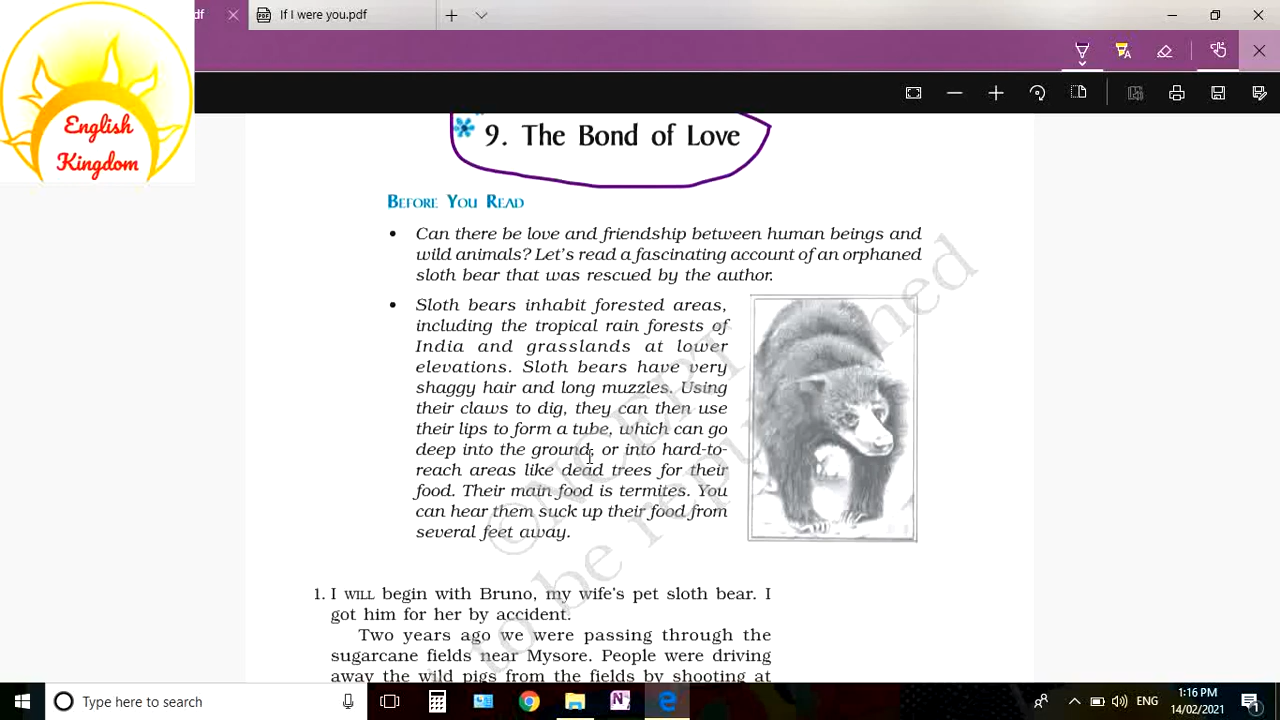 df
If I were you.pdf
English
Kingdom
9. The Bond of Love
BEFORE YOU READ
• Can there be love and friendship between human beings and
wild animals? Let's read a fascinating account of an orphaned
sloth bear that was rescued by the author.
• Sloth bears inhabit forested areas,
including the tropical rain forests of
India and grasslands at lower
elevations. Sloth bears have very
shaggy hair and long muzzles. Using
their claws to dig, they can then use
their lips to form a tube, which can go
deep into the ground, or into hard-to-
reach areas like dead trees for their
food. Their main food is termites. You
can hear them suck up their food from
several feet away.
©NCERT
to be republished
1. I WILL begin with Bruno, my wife's pet sloth bear. I
got him for her by accident.
Two years ago we were passing through the
sugarcane fields near Mysore. People were driving
away the wild pigs from the fields by shooting at
Type here to search
ENG
1:16 PM
14/02/2021
1